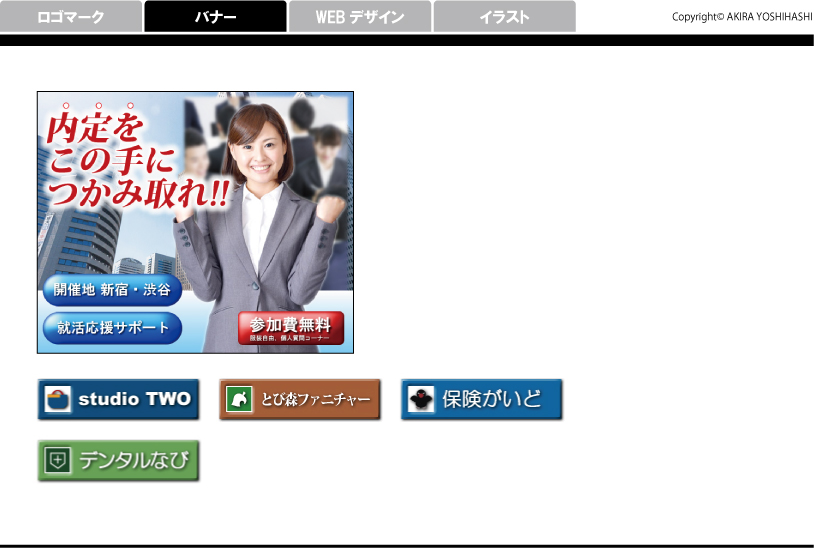 ロゴマーク
バナー
WEB デザイン
イラスト
Copyright© AKIRA YOSHIHASHI
内定を
この手に
つかみ取れ!!
開催地 新宿・渋谷
就活応援サポート
参加費無料
服装自由、個人質問コーナー
studio TWO
とび森ファニチャー
保険がいど
デンタルなび